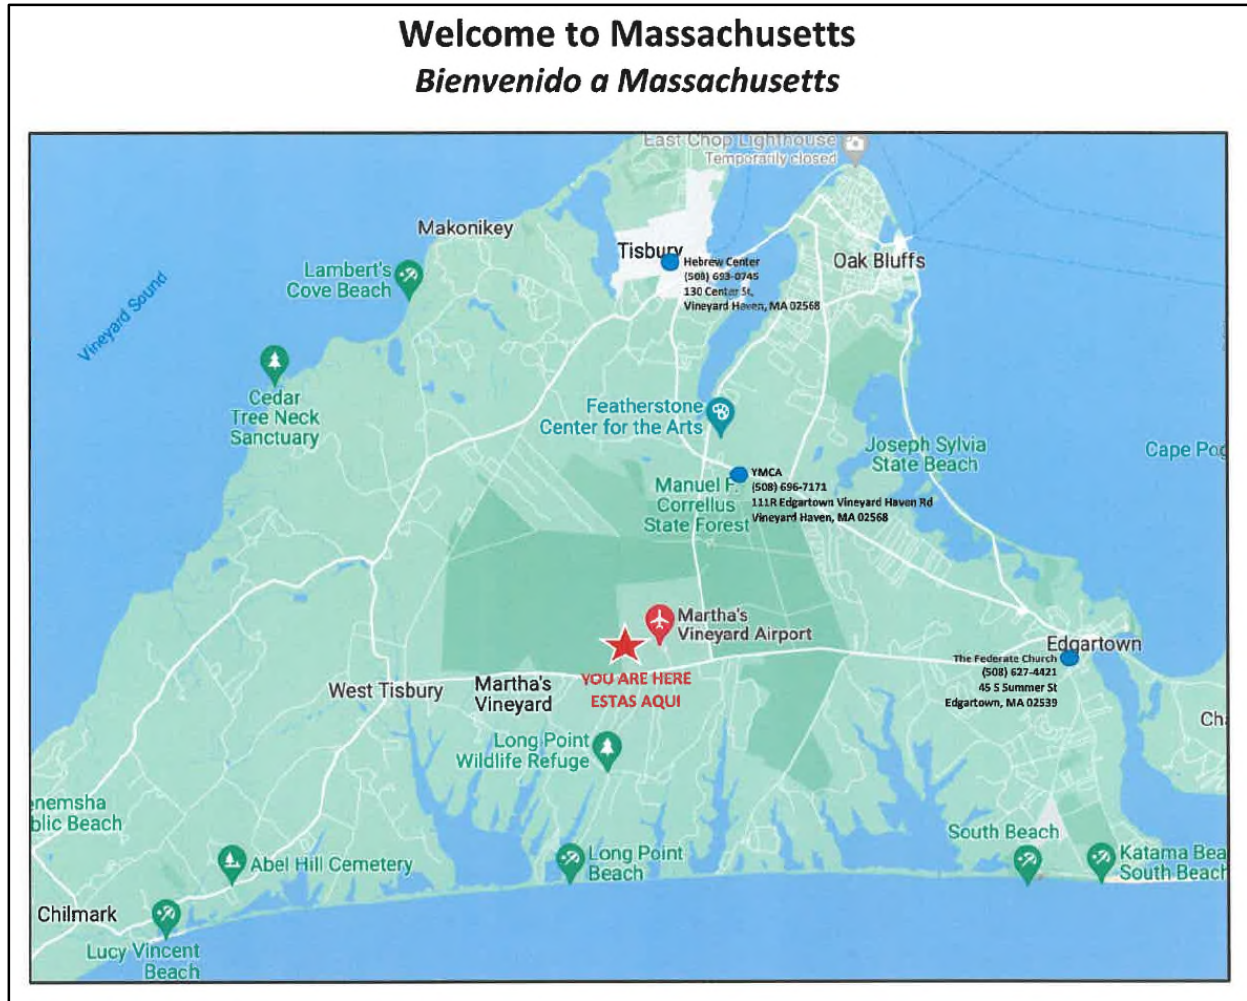 Welcome to Massachusetts
Bienvenido a Massachusetts
East Chop Lighthouse
Temporarily closed
Makonikey
Tisbury
Oak Bluffs
Hebrew Center
(508) 693-0745
130 Center St,
Vineyard Haven, MA 02568
Lambert's
Cove Beach
Vineyard Sound
Cedar
Tree Neck
Sanctuary
Featherstone
Center for the Arts
Joseph Sylvia
State Beach
Cape Pog
YMCA
(508) 696-7171
111R Edgartown Vineyard Haven Rd
Vineyard Haven, MA 02568
Manuel F.
Correllus
State Forest
Martha's
Vineyard Airport
Edgartown
The Federate Church
(508) 627-4421
45 S Summer St
Edgartown, MA 02539
YOU ARE HERE
ESTAS AQUI
West Tisbury
Martha's
Vineyard
Cha
Long Point
Wildlife Refuge
onemsha
blic Beach
South Beach
Abel Hill Cemetery
Long Point
Beach
Katama Bea
South Beach
Chilmark
Lucy Vincent
Beach